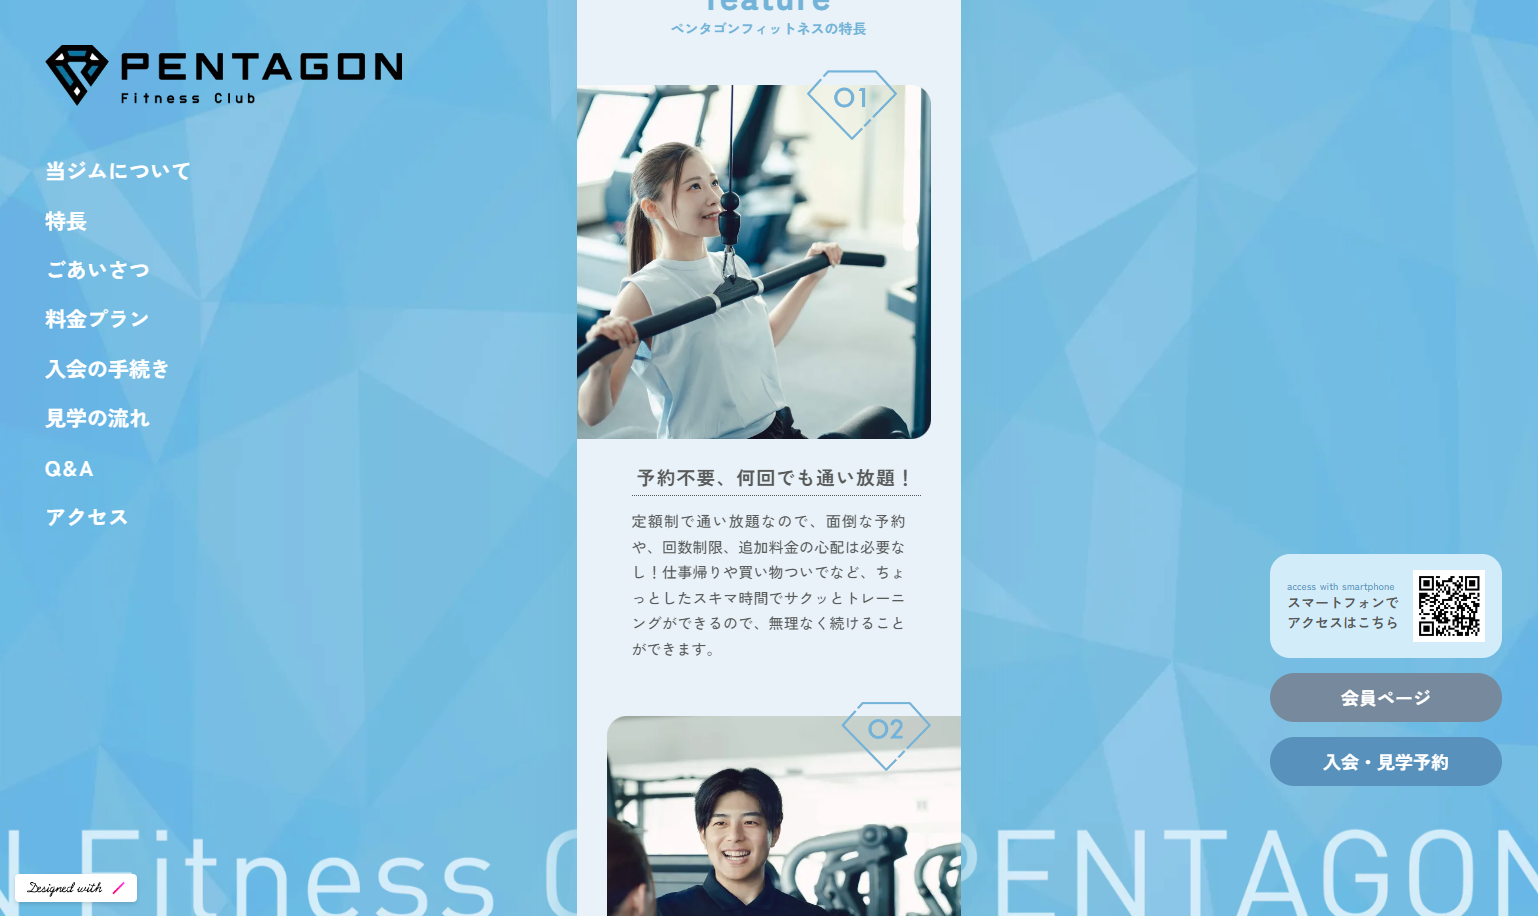 PENTAGON
Fitness Club
当ジムについて
特長
ごあいさつ
料金プラン
入会の手続き
見学の流れ
Q&A
アクセス
feature
ペンタゴンフィットネスの特長
01
予約不要、何回でも通い放題！
定額制で通い放題なので、面倒な予約
や、回数制限、追加料金の心配は必要な
し！仕事帰りや買い物ついでなど、ちょ
っとしたスキマ時間でサクッとトレーニ
ングができるので、無理なく続けること
ができます。
02
access with smartphone
スマートフォンで
アクセスはこちら
会員ページ
入会・見学予約
N Fitness C
PENTAGON
Designed with